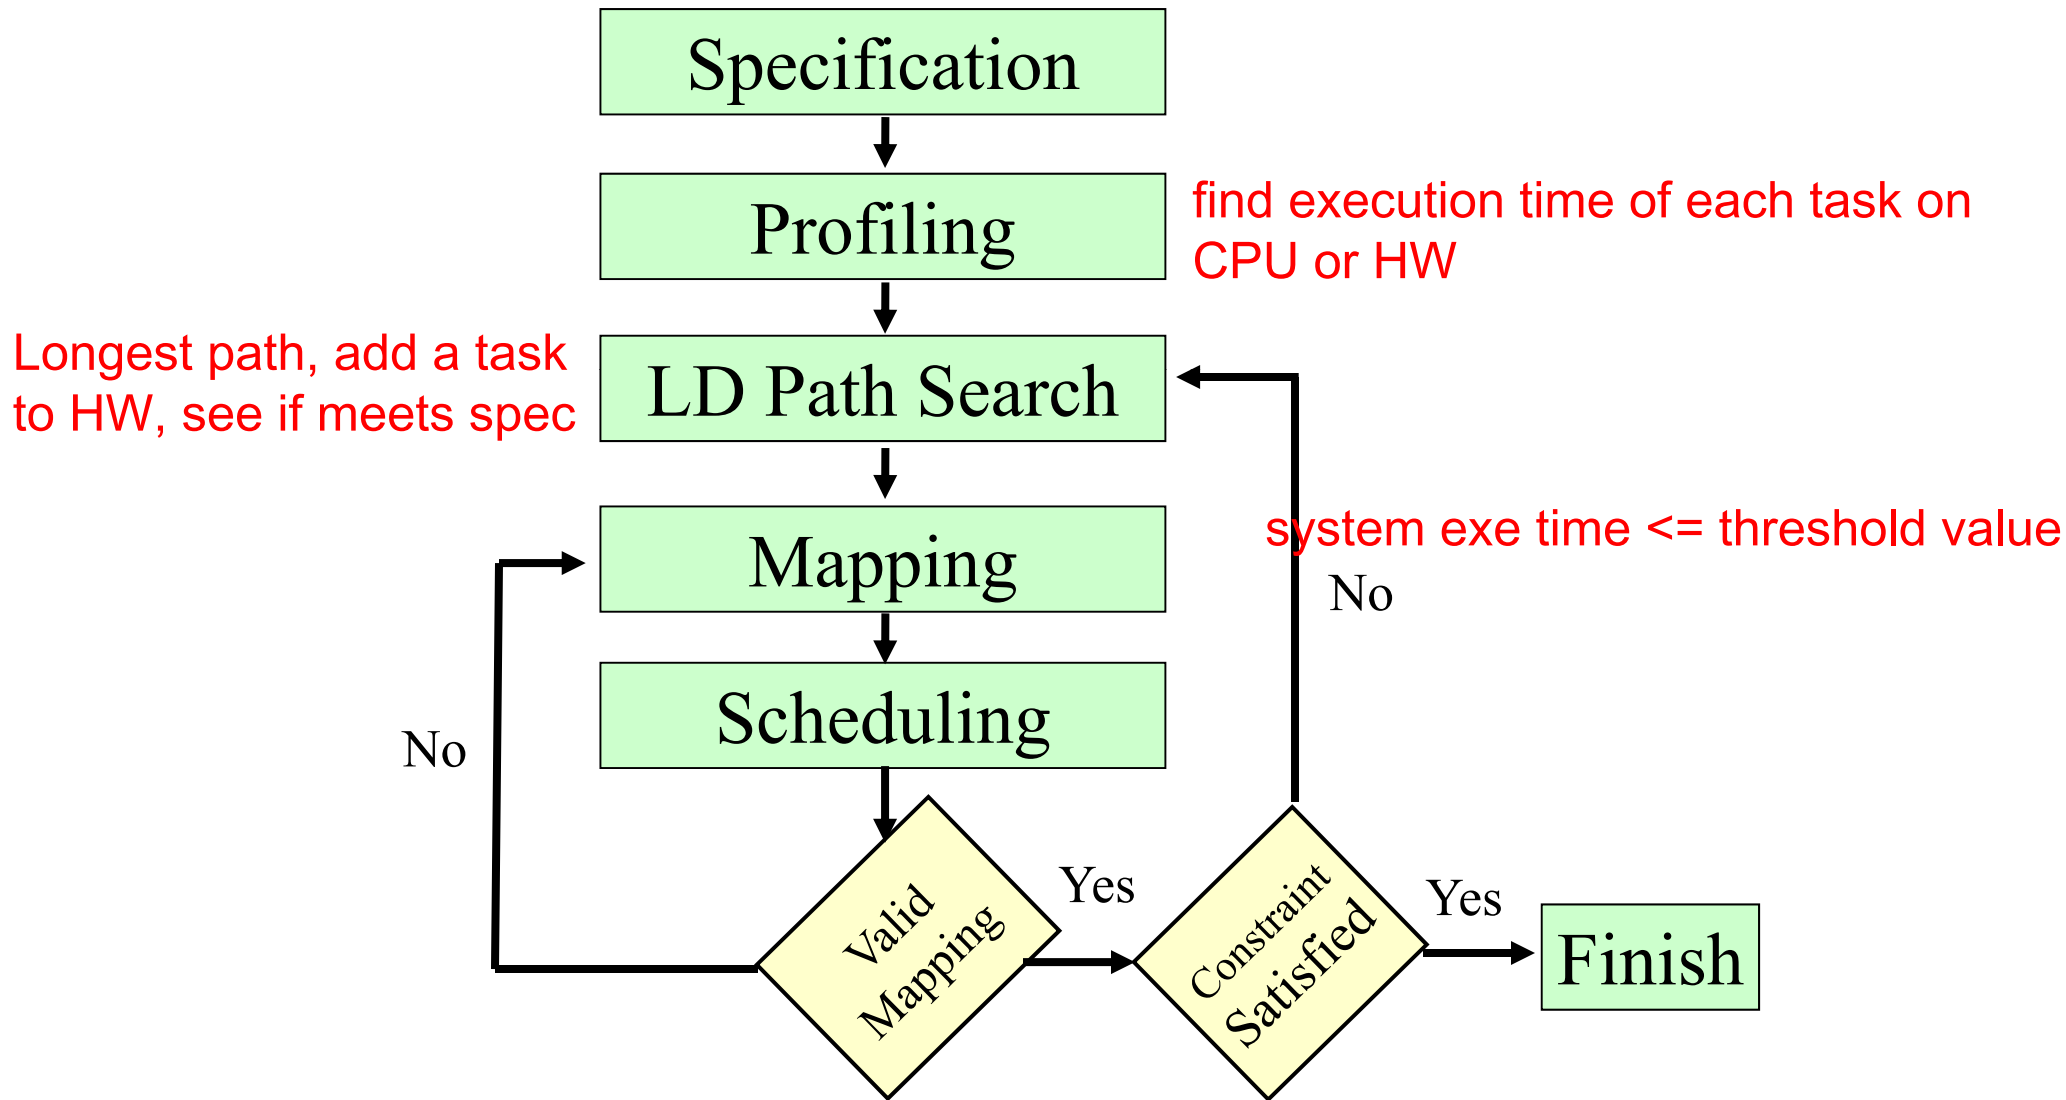 Specification
Profiling
find execution time of each task on
CPU or HW
Longest path, add a task
to HW, see if meets spec
LD Path Search
system exe time <= threshold value
Mapping
No
Scheduling
No
Valid
Mapping
Yes
Constraint
Satisfied
Yes
Finish